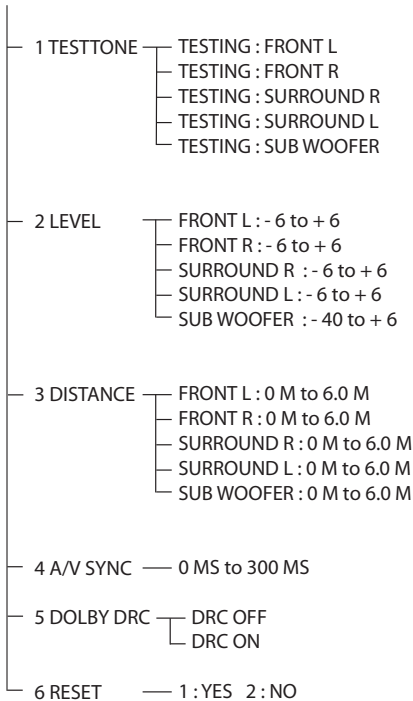 1 TESTTONE TESTING : FRONT L
TESTING : FRONT R
TESTING : SURROUND R
TESTING : SURROUND L
TESTING : SUB WOOFER
2 LEVEL FRONT L : - 6 to + 6
FRONT R : - 6 to + 6
SURROUND R : - 6 to + 6
SURROUND L : - 6 to + 6
SUB WOOFER : - 40 to + 6
3 DISTANCE FRONT L : 0 M to 6.0 M
FRONT R : 0 M to 6.0 M
SURROUND R : 0 M to 6.0 M
SURROUND L : 0 M to 6.0 M
SUB WOOFER : 0 M to 6.0 M
4 A/V SYNC 0 MS to 300 MS
5 DOLBY DRC DRC OFF
DRC ON
6 RESET 1 : YES 2 : NO